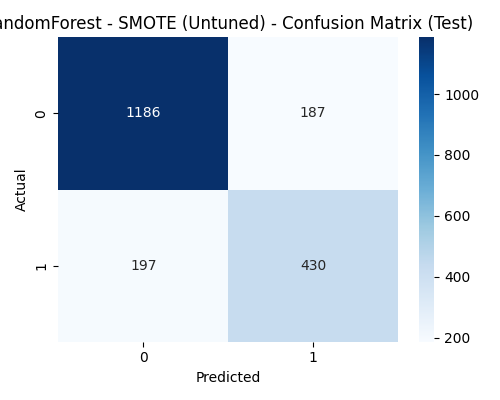 andomForest - SMOTE (Untuned) - Confusion Matrix (Test)
0 1186 187
1 197 430
Actual
0 1
Predicted
1000
800
600
400
200